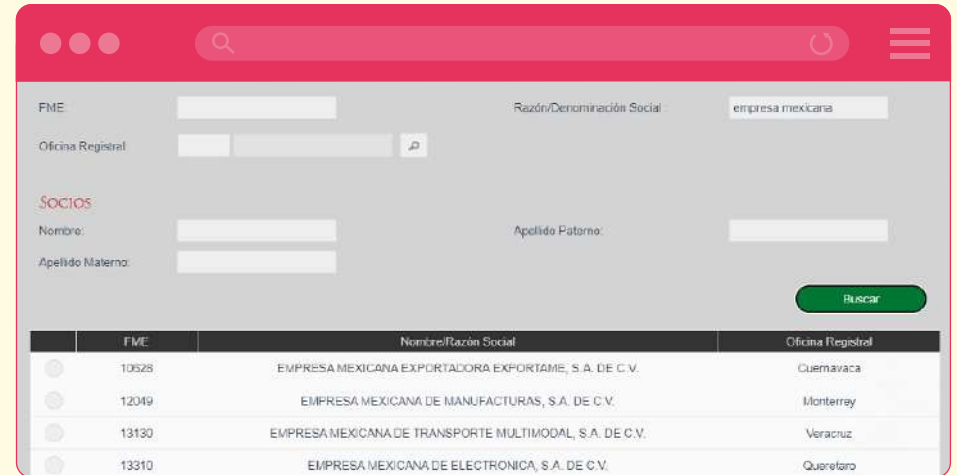 FME: Razón/Denominación Social: empresa mexicana
Oficina Registral
Socios
Nombre: Apellido Paterno:
Apellido Materno:
Buscar
FME Nombre/Razón Social Oficina Registral
10628 EMPRESA MEXICANA EXPORTADORA EXPORTAME, S.A. DE C.V. Cuernavaca
12049 EMPRESA MEXICANA DE MANUFACTURAS, S.A. DE C.V. Monterrey
13130 EMPRESA MEXICANA DE TRANSPORTE MULTIMODAL, S.A. DE C.V. Veracruz
13310 EMPRESA MEXICANA DE ELECTRONICA, S.A. DE C.V. Queretaro